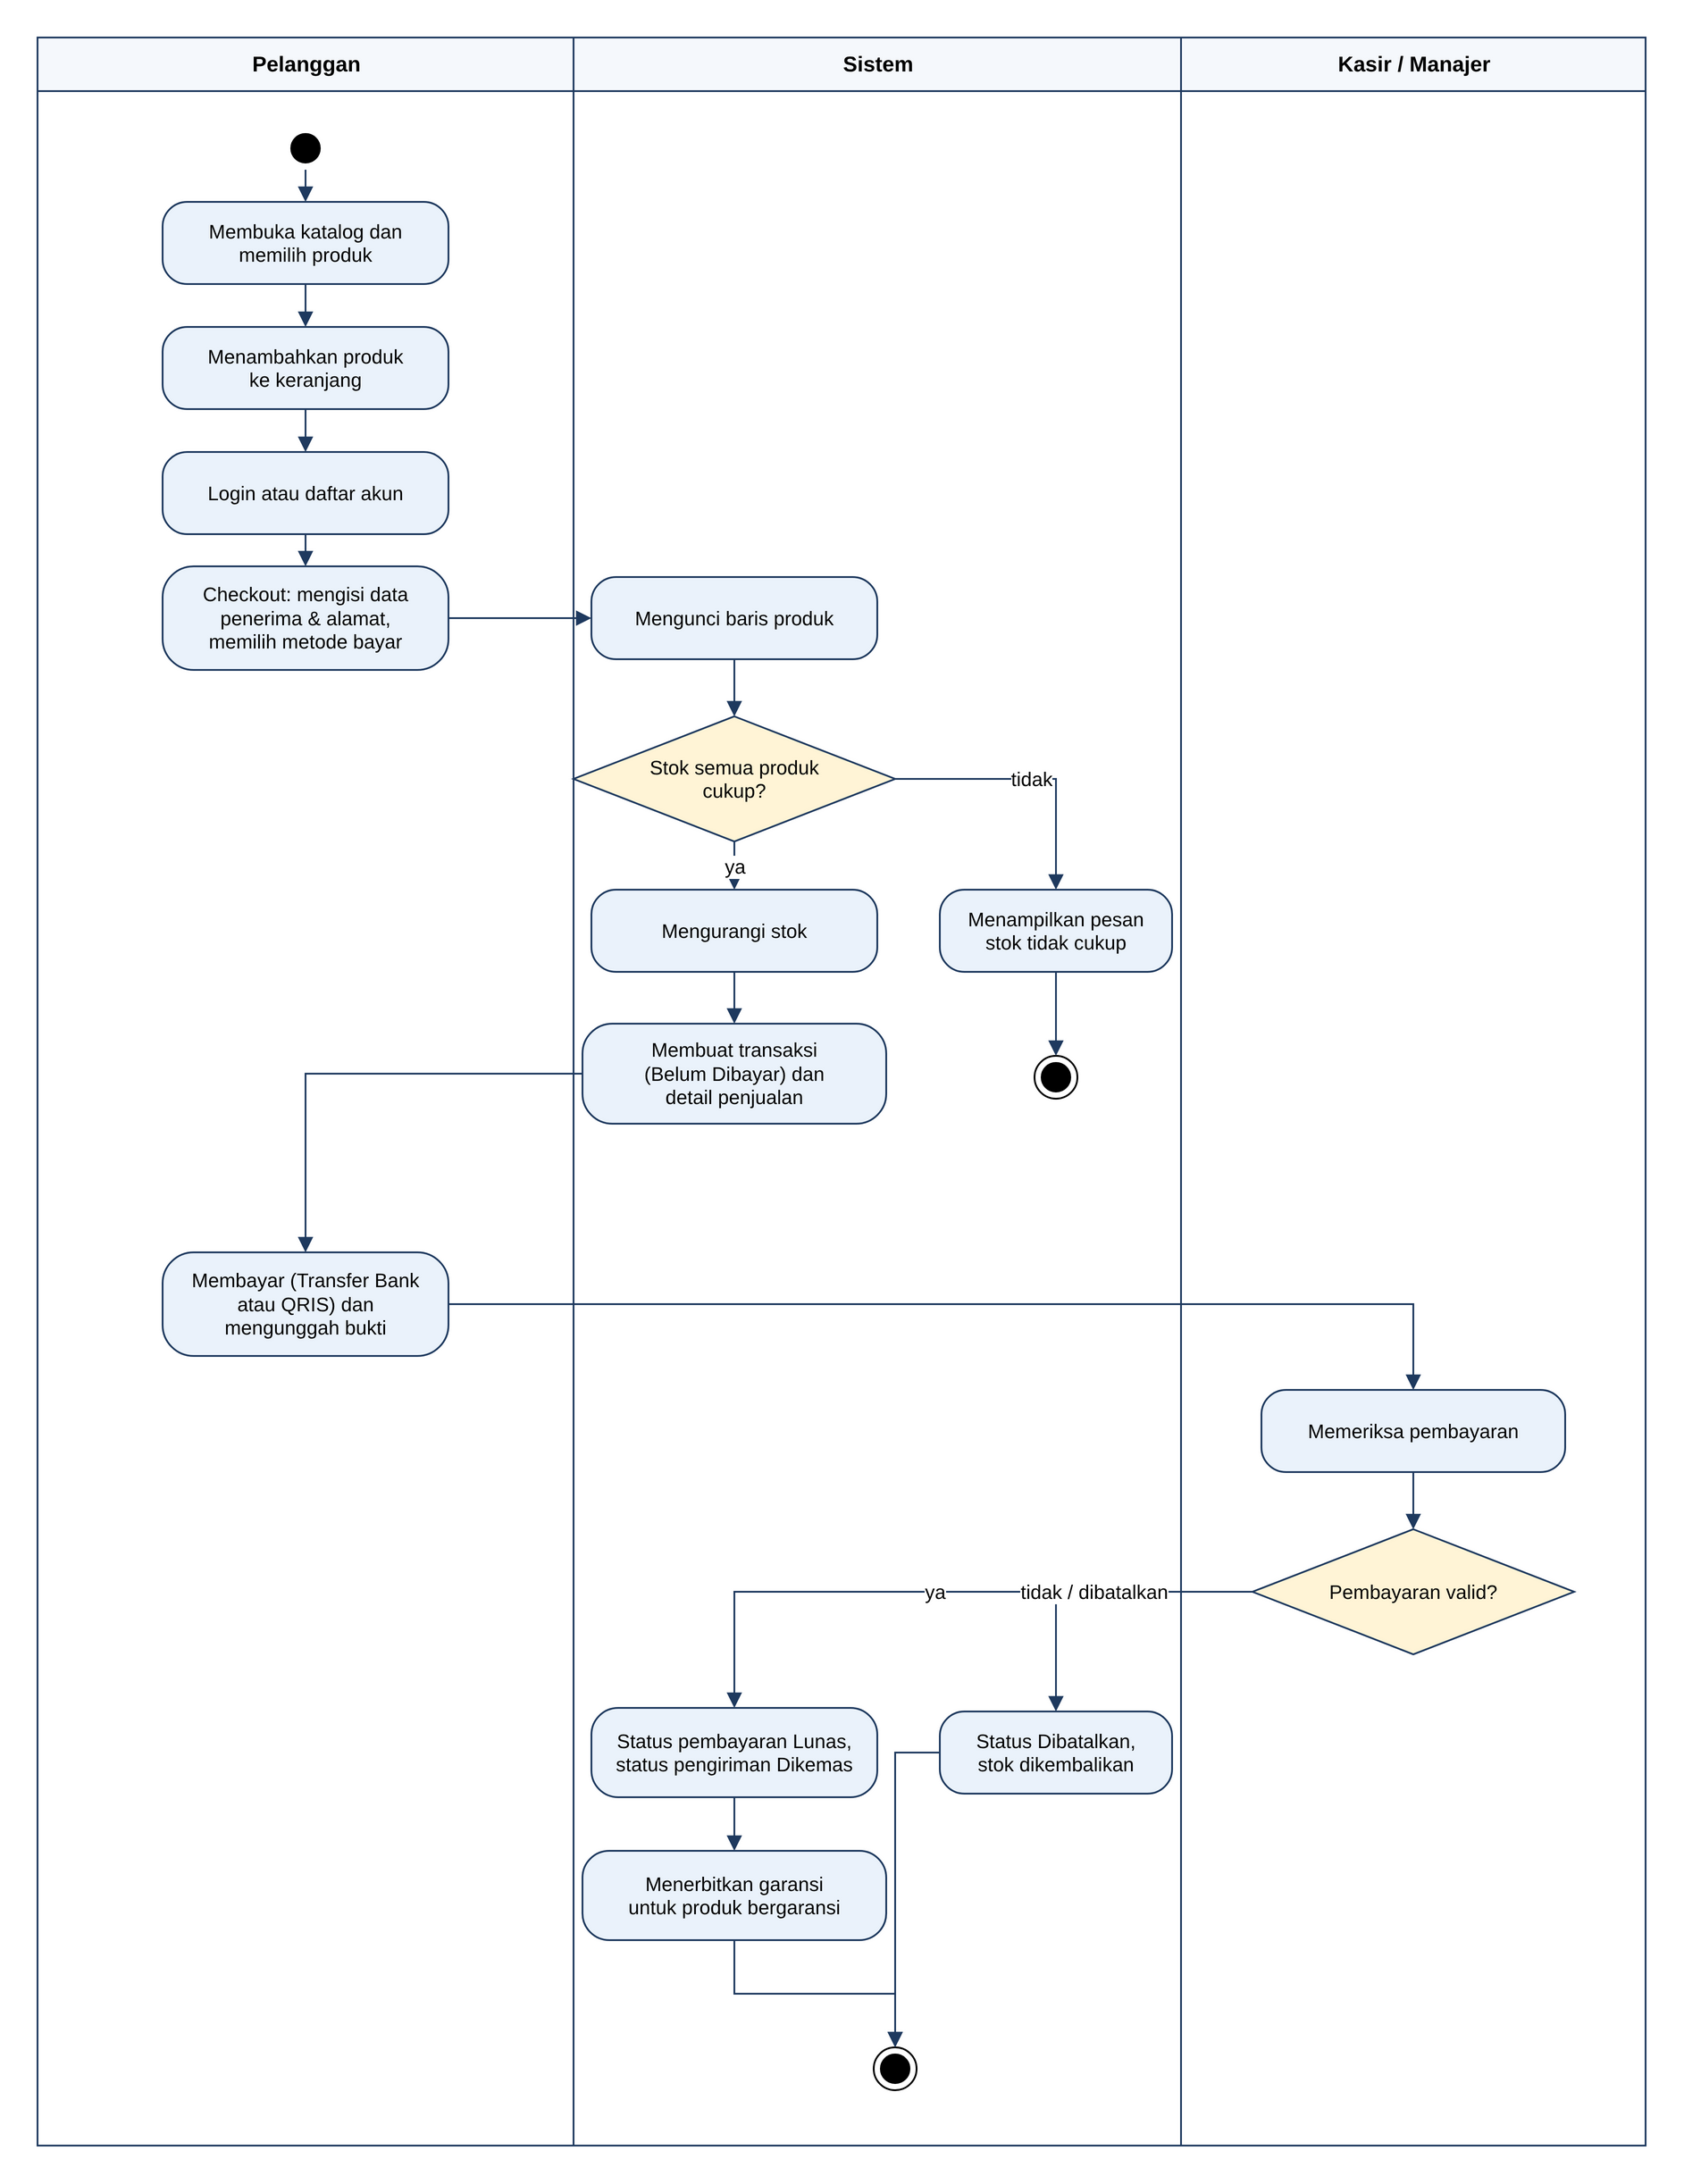 Pelanggan
Sistem
Kasir / Manajer
Membuka katalog dan
memilih produk
Menambahkan produk
ke keranjang
Login atau daftar akun
Checkout: mengisi data
penerima & alamat,
memilih metode bayar
Mengunci baris produk
Stok semua produk
cukup?
tidak
ya
Mengurangi stok
Menampilkan pesan
stok tidak cukup
Membuat transaksi
(Belum Dibayar) dan
detail penjualan
Membayar (Transfer Bank
atau QRIS) dan
mengunggah bukti
Memeriksa pembayaran
Pembayaran valid?
ya
tidak / dibatalkan
Status pembayaran Lunas,
status pengiriman Dikemas
Status Dibatalkan,
stok dikembalikan
Menerbitkan garansi
untuk produk bergaransi